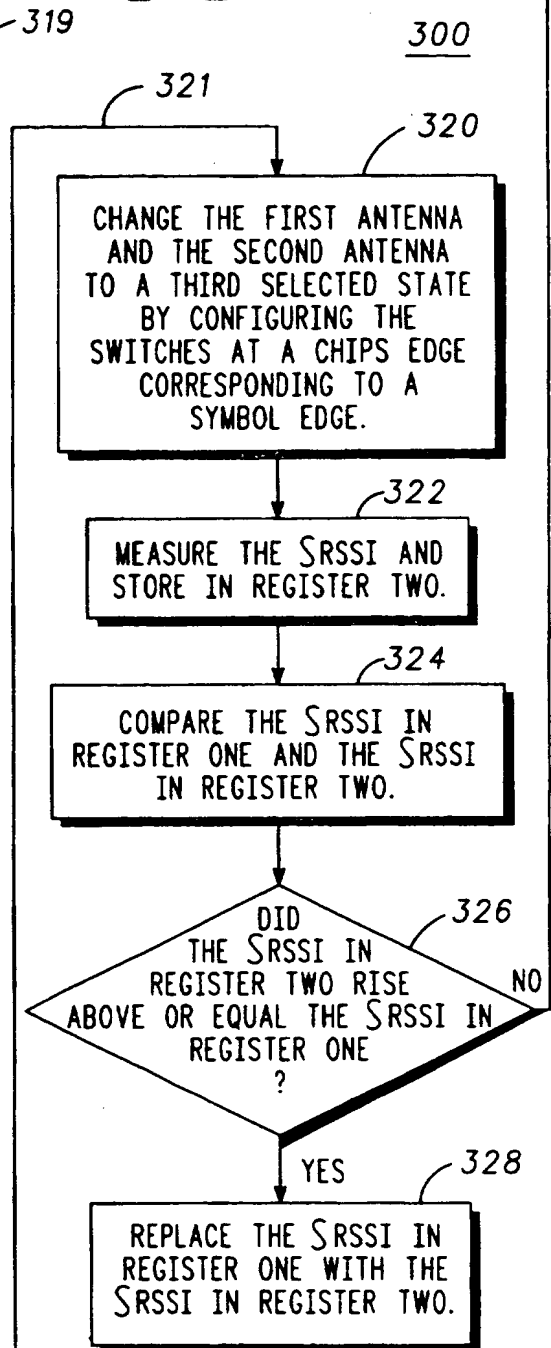 319
300
321
320
CHANGE THE FIRST ANTENNA
AND THE SECOND ANTENNA
TO A THIRD SELECTED STATE
BY CONFIGURING THE
SWITCHES AT A CHIPS EDGE
CORRESPONDING TO A
SYMBOL EDGE.
322
MEASURE THE SRSSI AND
STORE IN REGISTER TWO.
324
COMPARE THE SRSSI IN
REGISTER ONE AND THE SRSSI
IN REGISTER TWO.
326
DID
THE SRSSI IN
REGISTER TWO RISE
ABOVE OR EQUAL THE SRSSI IN
REGISTER ONE
?
NO
YES
328
REPLACE THE SRSSI IN
REGISTER ONE WITH THE
SRSSI IN REGISTER TWO.